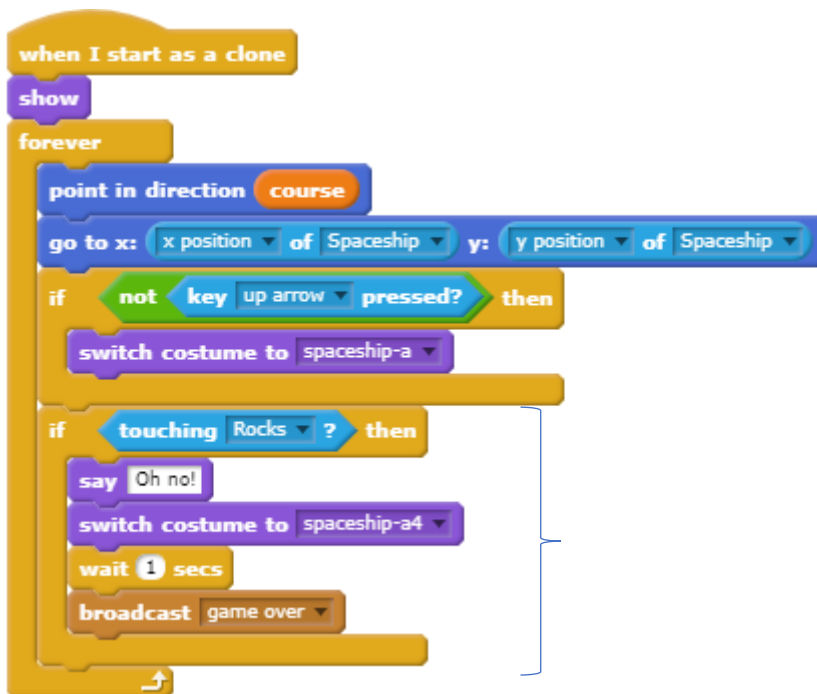 when I start as a clone
show
forever
point in direction course
go to x: x position of Spaceship y: y position of Spaceship
if not key up arrow pressed? then
switch costume to spaceship-a
if touching Rocks ? then
say Oh no!
switch costume to spaceship-a4
wait 1 secs
broadcast game over